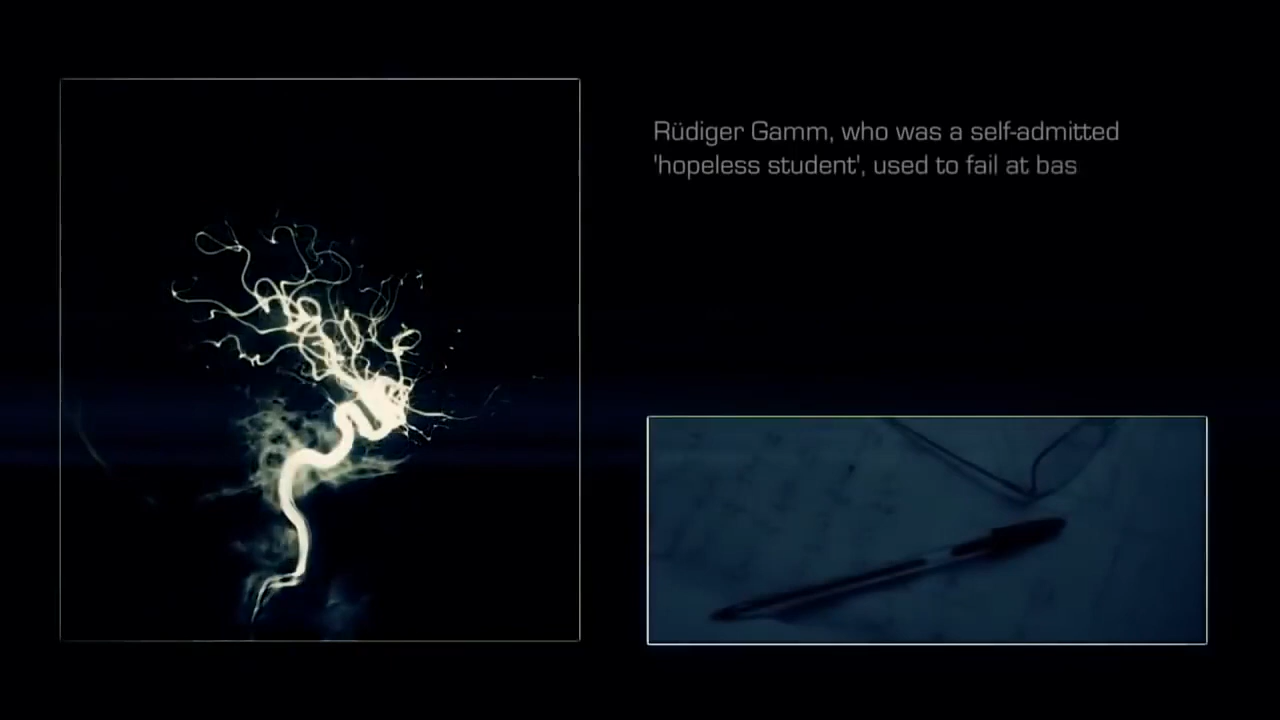 Rüdiger Gamm, who was a self-admitted
'hopeless student', used to fail at bas